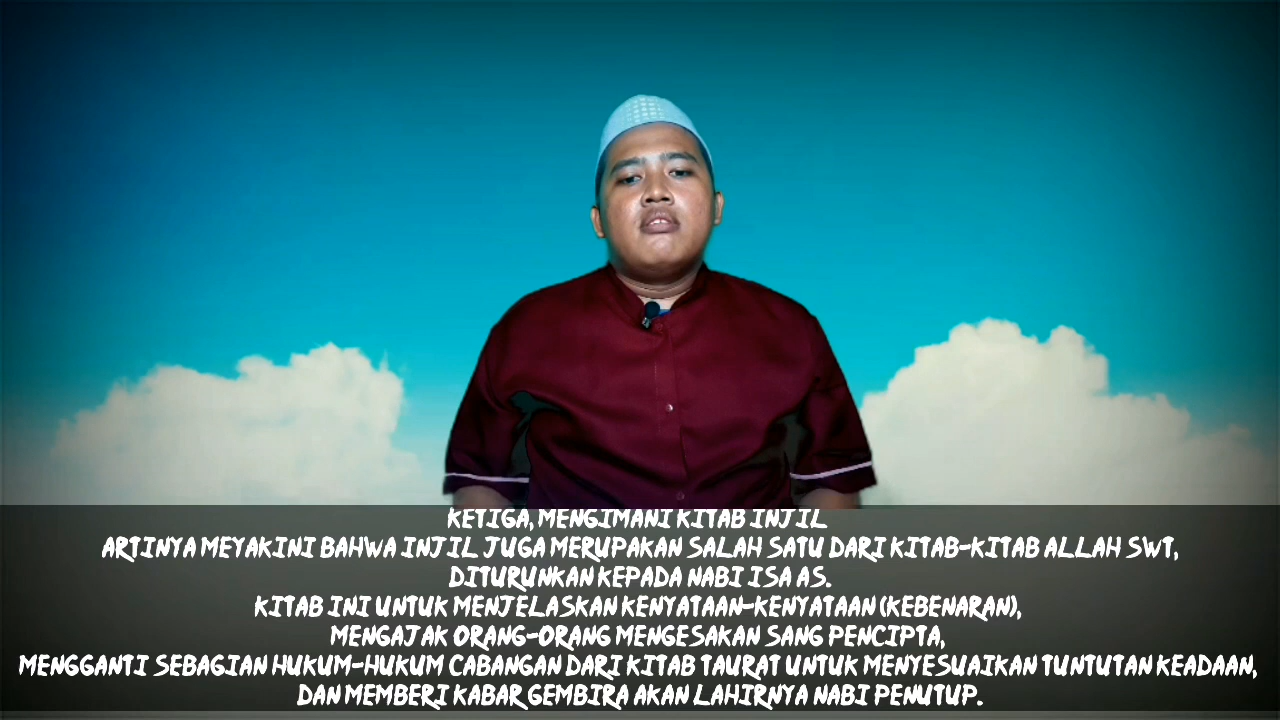 KETIGA, MENGIMANI KITAB INJIL
ARTINYA MEYAKINI BAHWA INJIL JUGA MERUPAKAN SALAH SATU DARI KITAB-KITAB ALLAH SWT,
DITURUNKAN KEPADA NABI ISA AS.
KITAB INI UNTUK MENJELASKAN KENYATAAN-KENYATAAN (KEBENARAN),
MENGAJAK ORANG-ORANG MENGESAKAN SANG PENCIPTA,
MENGGANTI SEBAGIAN HUKUM-HUKUM CABANGAN DARI KITAB TAURAT UNTUK MENYESUAIKAN TUNTUTAN KEADAAN,
DAN MEMBERI KABAR GEMBIRA AKAN LAHIRNYA NABI PENUTUP.